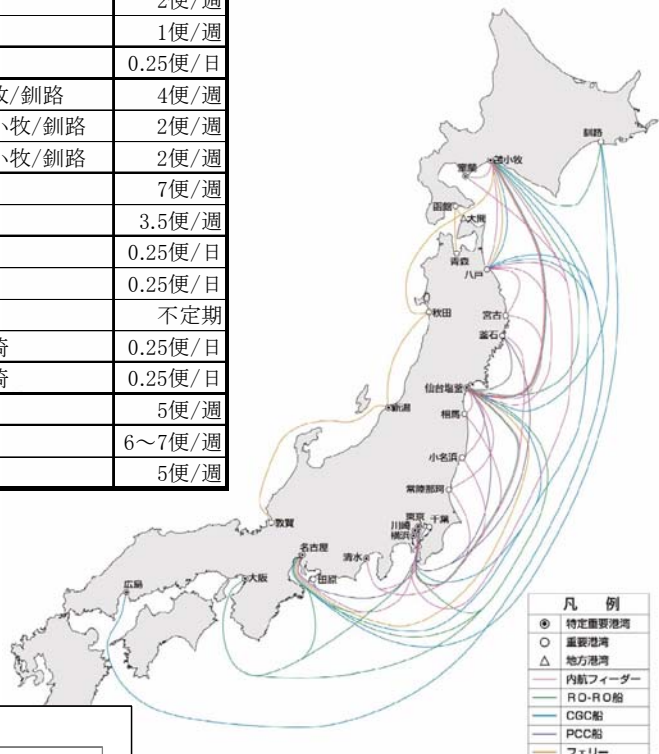 2便/週
1便/週
0.25便/日
牧/釧路 4便/週
小牧/釧路 2便/週
小牧/釧路 2便/週
7便/週
3.5便/週
0.25便/日
0.25便/日
不定期
崎 0.25便/日
崎 0.25便/日
5便/週
6～7便/週
5便/週
釧路
苫小牧
室蘭
函館
大間
青森
八戸
秋田
宮古
釜石
仙台塩釜
新潟
相馬
小名浜
常陸那珂
東京
千葉
川崎
横浜
敦賀
名古屋
清水
田原
大阪
広島
凡 例
特定重要港湾
重要港湾
地方港湾
内航フィーダー
RO-RO船
CGC船
PCC船
フェリー